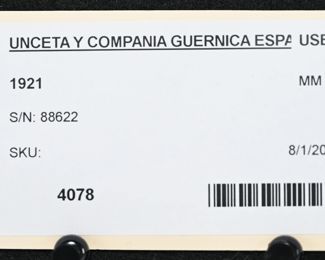 UNCETA Y COMPANIA GUERNICA ESPA USE
1921 MM
S/N: 88622
SKU: 8/1/20
4078